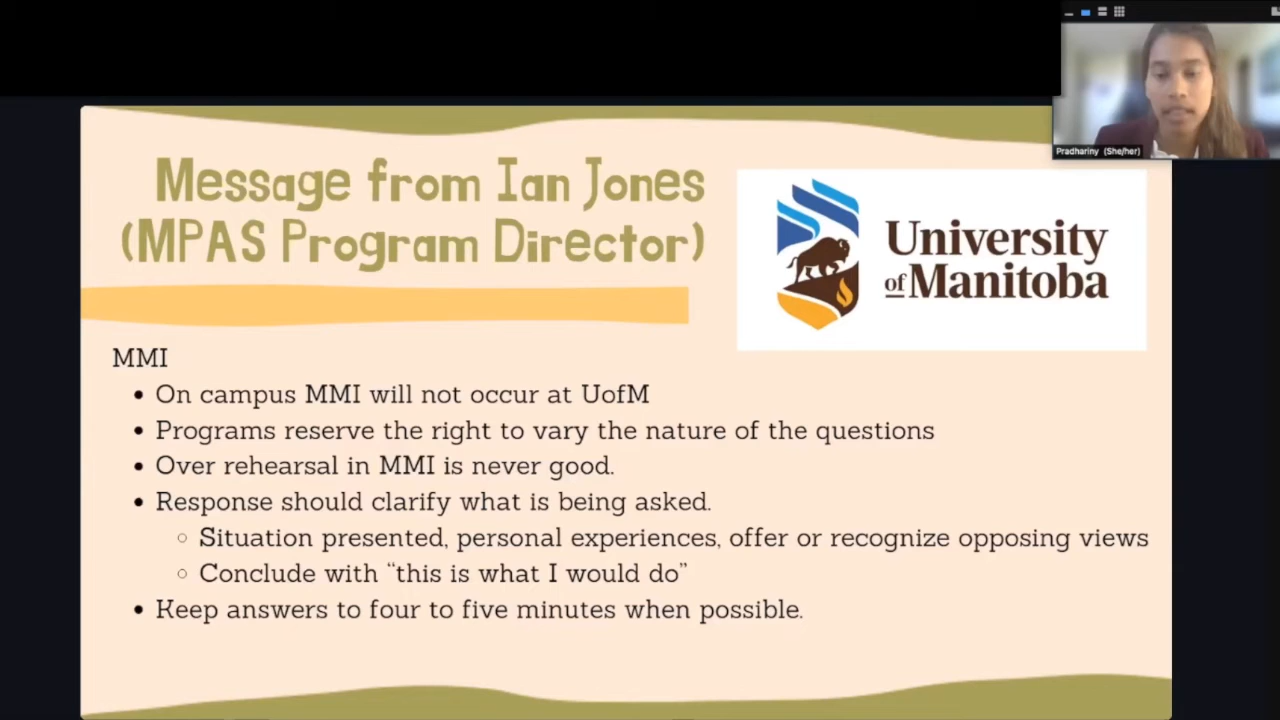 Pradhariny (She/her)
Message from Ian Jones
(MPAS Program Director)
University
of Manitoba
MMI
• On campus MMI will not occur at UofM
• Programs reserve the right to vary the nature of the questions
• Over rehearsal in MMI is never good.
• Response should clarify what is being asked.
○ Situation presented, personal experiences, offer or recognize opposing views
○ Conclude with “this is what I would do”
• Keep answers to four to five minutes when possible.